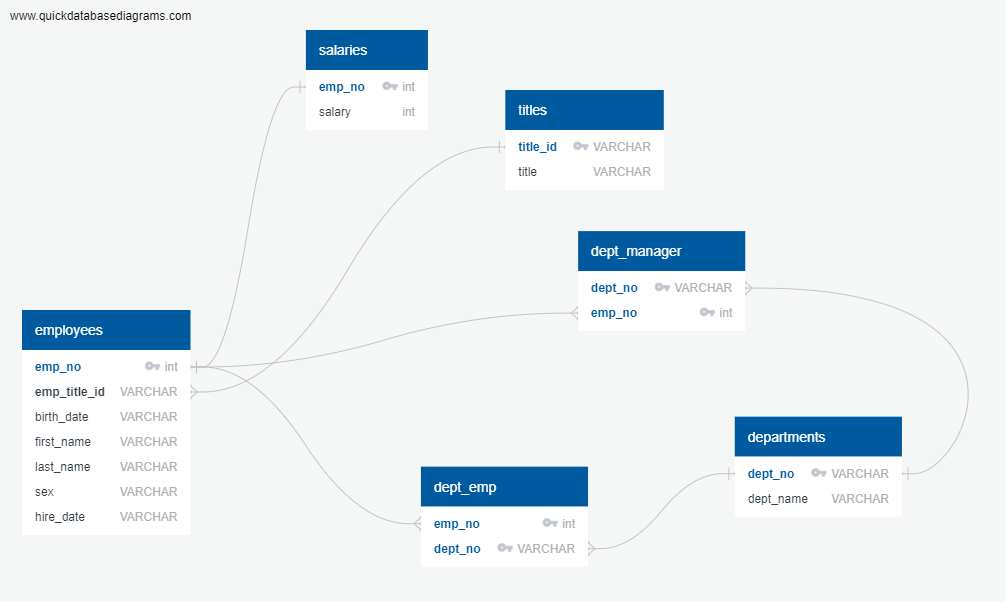 www.quickdatabasediagrams.com
salaries
emp_no int
salary int
titles
title_id VARCHAR
title VARCHAR
dept_manager
dept_no VARCHAR
emp_no int
employees
emp_no int
emp_title_id VARCHAR
birth_date VARCHAR
first_name VARCHAR
last_name VARCHAR
sex VARCHAR
hire_date VARCHAR
departments
dept_no VARCHAR
dept_name VARCHAR
dept_emp
emp_no int
dept_no VARCHAR